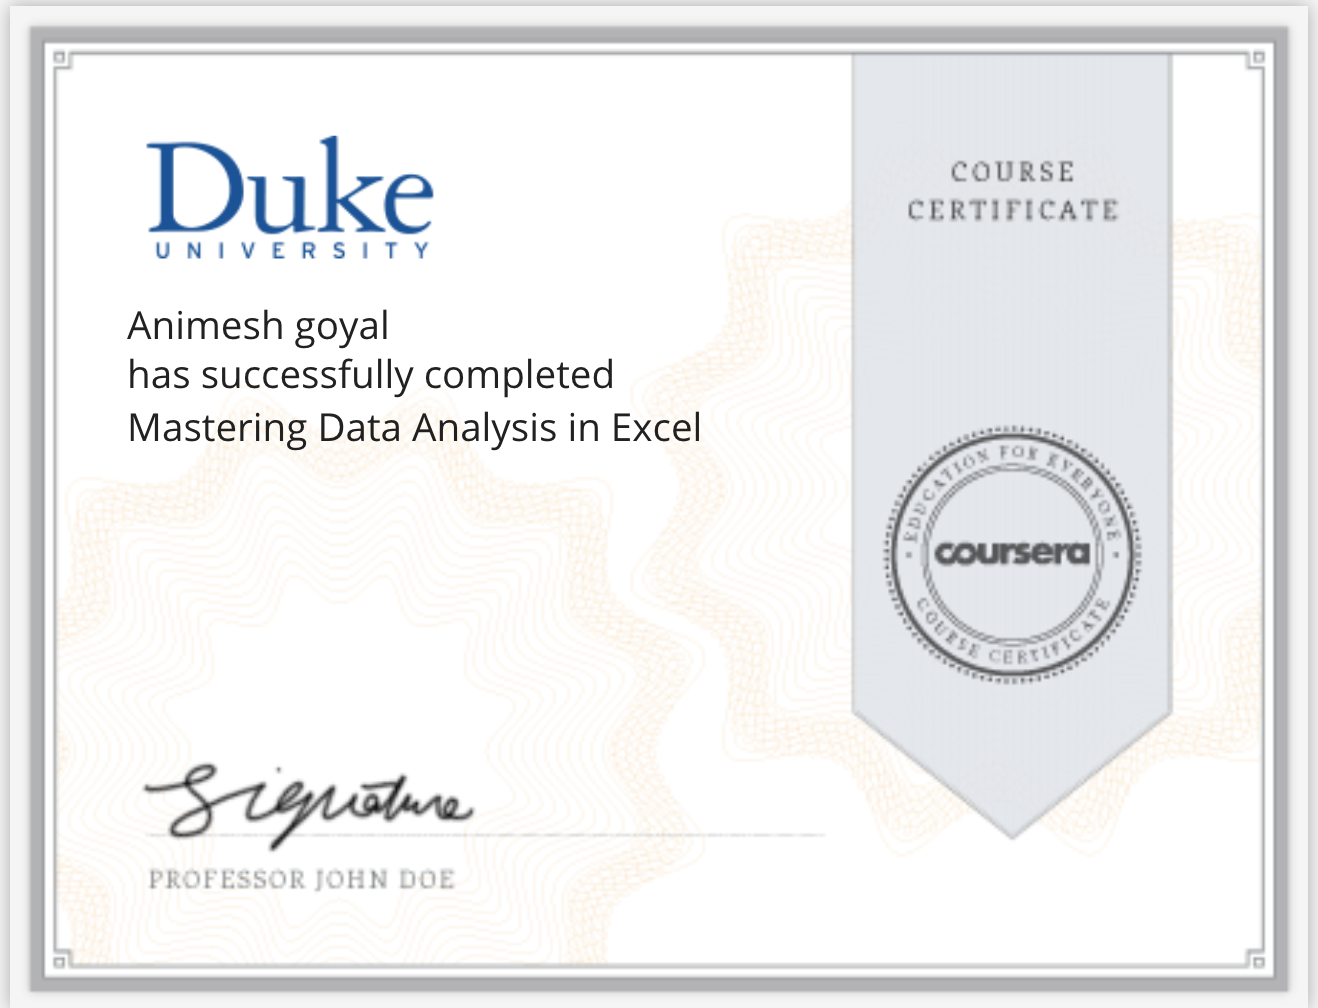 Duke
UNIVERSITY
Animesh goyal
has successfully completed
Mastering Data Analysis in Excel
Signature
PROFESSOR JOHN DOE
COURSE
CERTIFICATE
EDUCATION FOR EVERYONE
coursera
COURSE CERTIFICATE